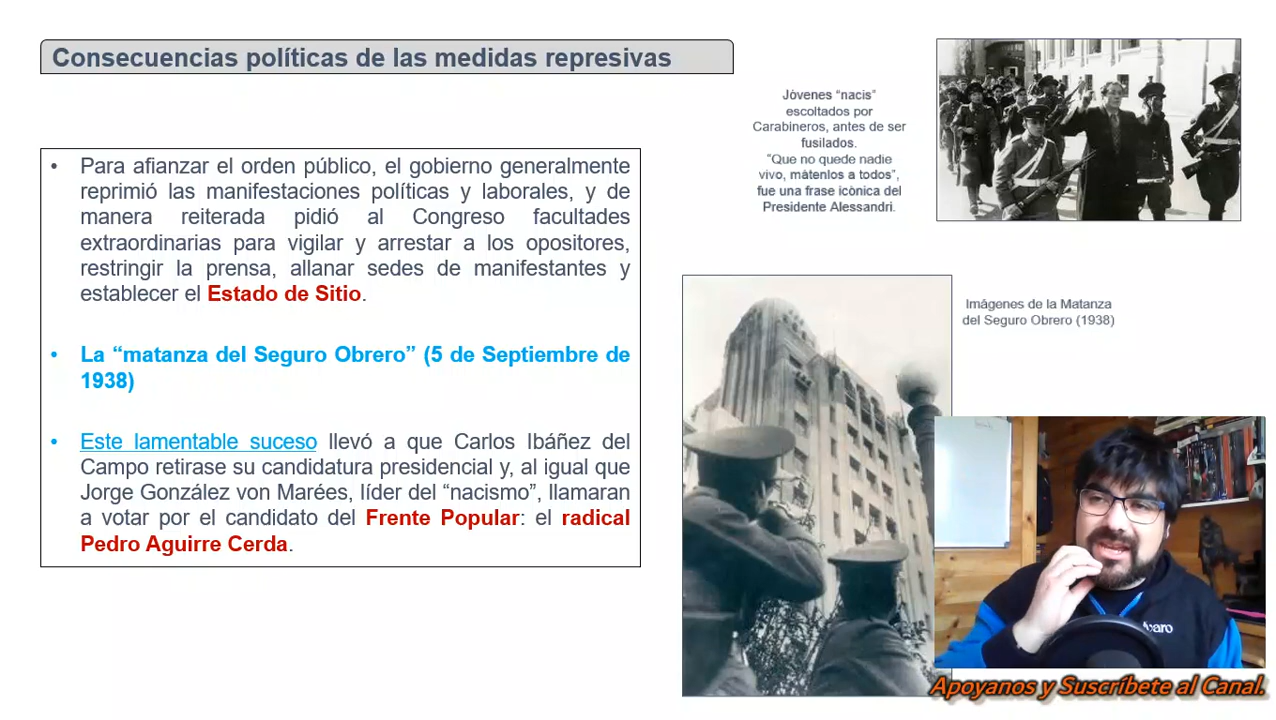 Consecuencias políticas de las medidas represivas
• Para afianzar el orden público, el gobierno generalmente
reprimió las manifestaciones políticas y laborales, y de
manera reiterada pidió al Congreso facultades
extraordinarias para vigilar y arrestar a los opositores,
restringir la prensa, allanar sedes de manifestantes y
establecer el Estado de Sitio.
• La “matanza del Seguro Obrero” (5 de Septiembre de
1938)
• Este lamentable suceso llevó a que Carlos Ibáñez del
Campo retirase su candidatura presidencial y, al igual que
Jorge González von Marées, líder del “nacismo”, llamaran
a votar por el candidato del Frente Popular: el radical
Pedro Aguirre Cerda.
Jóvenes “nacis”
escoltados por
Carabineros, antes de ser
fusilados.
“Que no quede nadie
vivo, mátenlos a todos”,
fue una frase icónica del
Presidente Alessandri.
Imágenes de la Matanza
del Seguro Obrero (1938)
Apoyanos y Suscríbete al Canal.